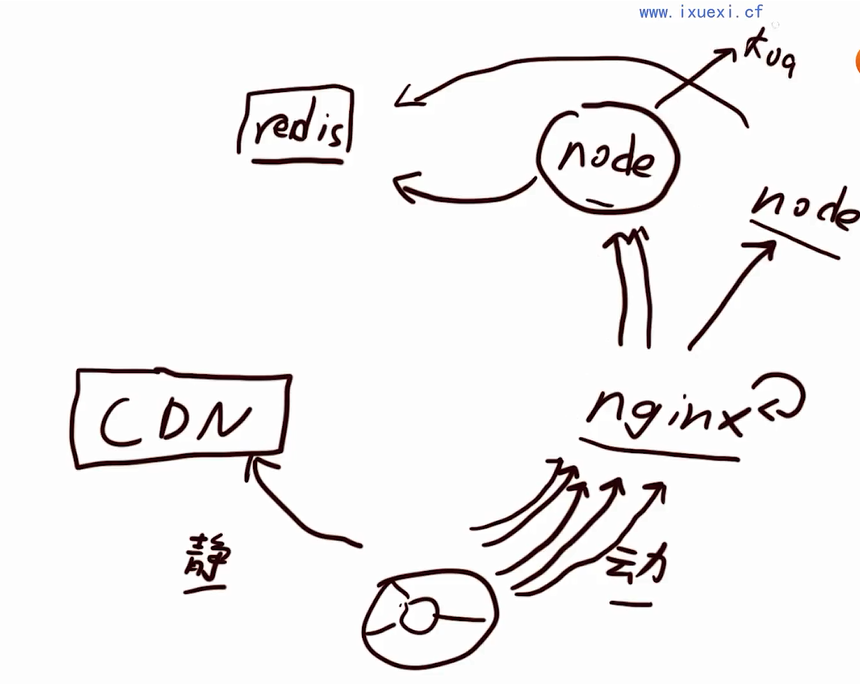 www.ixuexi.cf
koa
redis
node
node
CDN
nginx
静
动